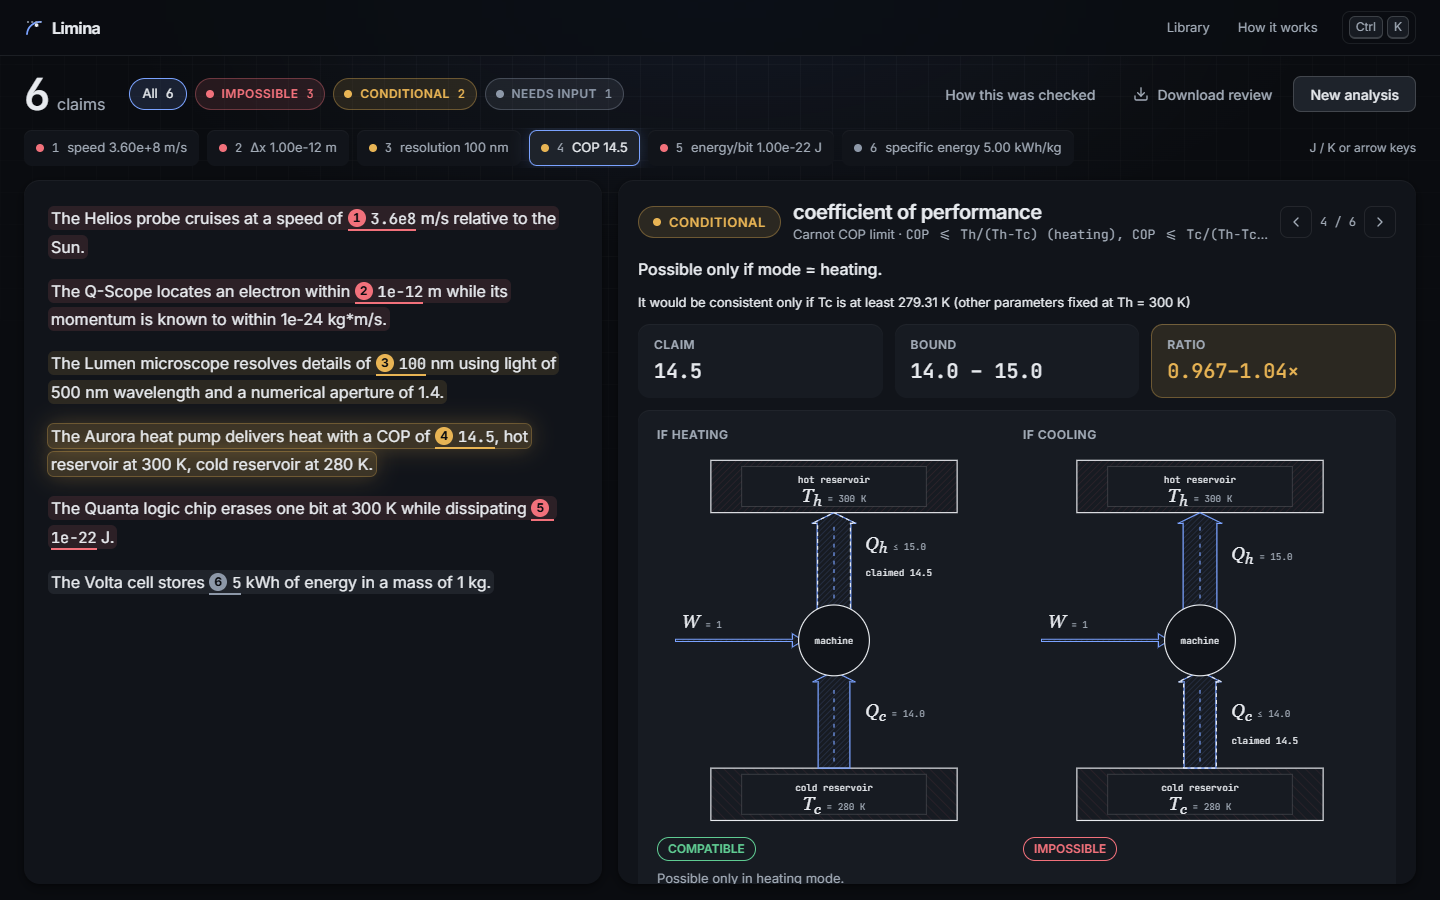 Limina
Library
How it works
Ctrl K
6 claims
All 6
IMPOSSIBLE 3
CONDITIONAL 2
NEEDS INPUT 1
How this was checked
Download review
New analysis
1 speed 3.60e+8 m/s
2 Δx 1.00e-12 m
3 resolution 100 nm
4 COP 14.5
5 energy/bit 1.00e-22 J
6 specific energy 5.00 kWh/kg
J / K or arrow keys
The Helios probe cruises at a speed of 1 3.6e8 m/s relative to the
Sun.
The Q-Scope locates an electron within 2 1e-12 m while its
momentum is known to within 1e-24 kg*m/s.
The Lumen microscope resolves details of 3 100 nm using light of
500 nm wavelength and a numerical aperture of 1.4.
The Aurora heat pump delivers heat with a COP of 4 14.5, hot
reservoir at 300 K, cold reservoir at 280 K.
The Quanta logic chip erases one bit at 300 K while dissipating 5
1e-22 J.
The Volta cell stores 6 5 kWh of energy in a mass of 1 kg.
CONDITIONAL
coefficient of performance
Carnot COP limit · COP ⩽ Th/(Th-Tc) (heating), COP ⩽ Tc/(Th-Tc…
4 / 6
Possible only if mode = heating.
It would be consistent only if Tc is at least 279.31 K (other parameters fixed at Th = 300 K)
CLAIM
14.5
BOUND
14.0 – 15.0
RATIO
0.967–1.04×
IF HEATING
hot reservoir
Th = 300 K
Qh ≤ 15.0
claimed 14.5
W = 1
machine
Qc = 14.0
cold reservoir
Tc = 280 K
COMPATIBLE
Possible only in heating mode.
IF COOLING
hot reservoir
Th = 300 K
Qh = 15.0
W = 1
machine
Qc ≤ 14.0
claimed 14.5
cold reservoir
Tc = 280 K
IMPOSSIBLE